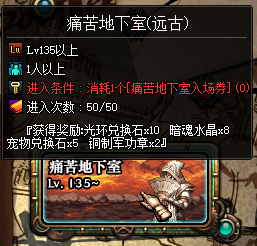 痛苦地下室(远古)
Lv135以上
1人以上
进入条件：消耗1个[痛苦地下室入场券] (0)
进入次数：50/50
『获得奖励:光环兑换石x10 暗魂水晶x8
宠物兑换石x5 铜制军功章x2』
痛苦地下室
Lv. 135~